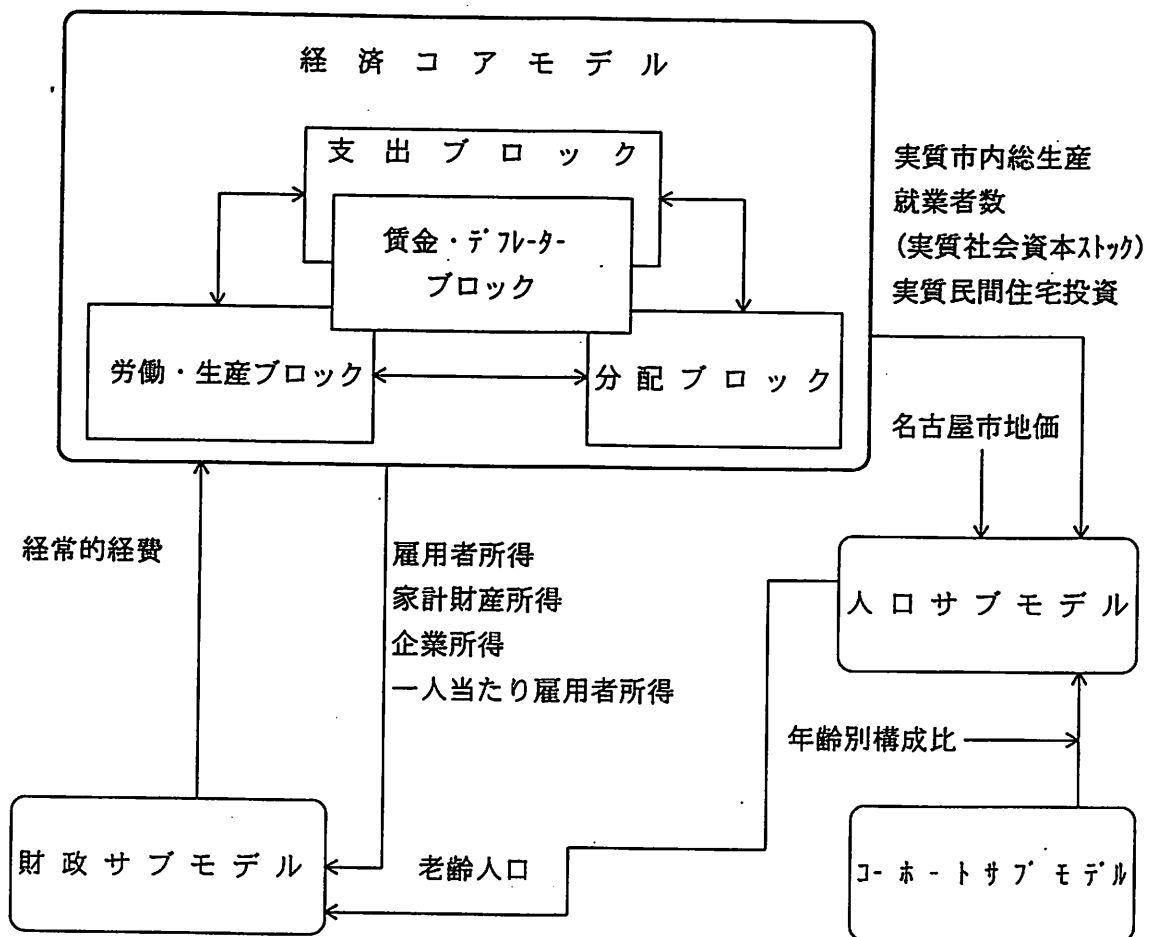 経済コアモデル
支出ブロック
賃金・デフレーター
ブロック
労働・生産ブロック
分配ブロック
実質市内総生産
就業者数
(実質社会資本ストック)
実質民間住宅投資
名古屋市地価
経常的経費
雇用者所得
家計財産所得
企業所得
一人当たり雇用者所得
人口サブモデル
年齢別構成比
財政サブモデル
老齢人口
コーホートサブモデル